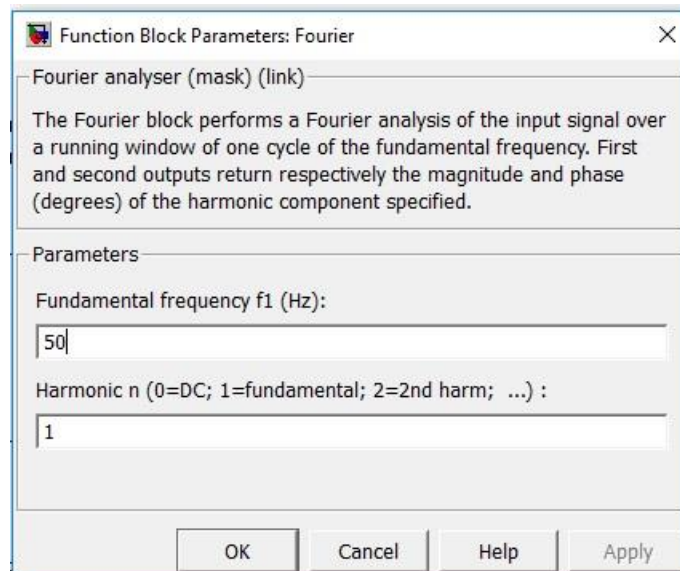 Function Block Parameters: Fourier
Fourier analyser (mask) (link)
The Fourier block performs a Fourier analysis of the input signal over
a running window of one cycle of the fundamental frequency. First
and second outputs return respectively the magnitude and phase
(degrees) of the harmonic component specified.
Parameters
Fundamental frequency f1 (Hz):
50
Harmonic n (0=DC; 1=fundamental; 2=2nd harm;  ...) :
1
OK Cancel Help Apply